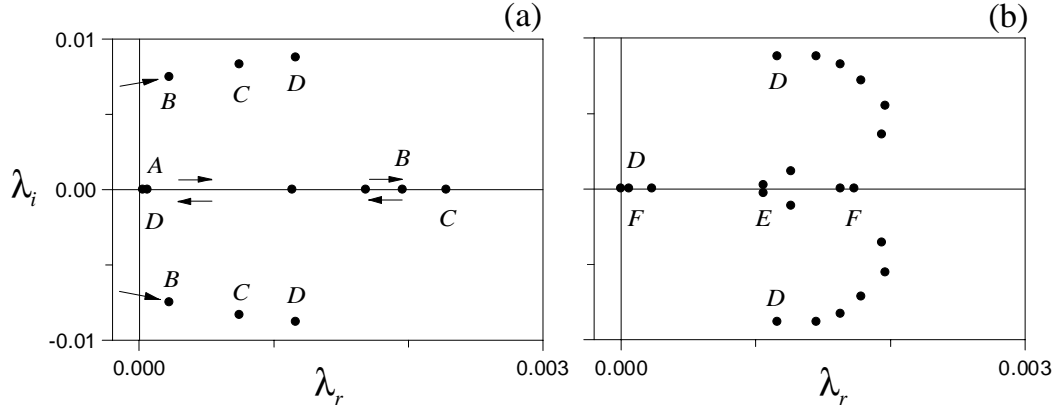 (a) (b)
0.01
D D
C
B
A B D
λi 0.00
D C F E F
B C D D
-0.01
0.000 0.003 0.000 0.003
λr λr